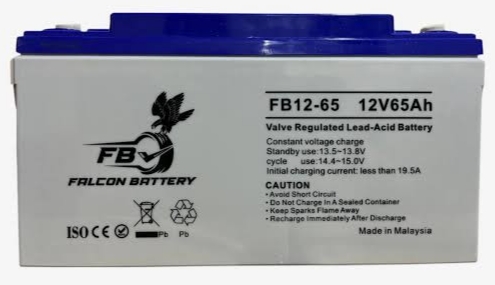 FB12-65 12V65Ah
Valve Regulated Lead-Acid Battery
Constant voltage charge
Standby use:13.5~13.8V
cycle use:14.4~15.0V
Initial charging current: less than 19.5A
CAUTION
• Avoid Short Circuit
• Do Not Charge In A Sealed Container
• Keep Sparks Flame Away
• Recharge Immediately After Discharge
Made in Malaysia
FB
FALCON BATTERY
ISO CE
Pb Pb